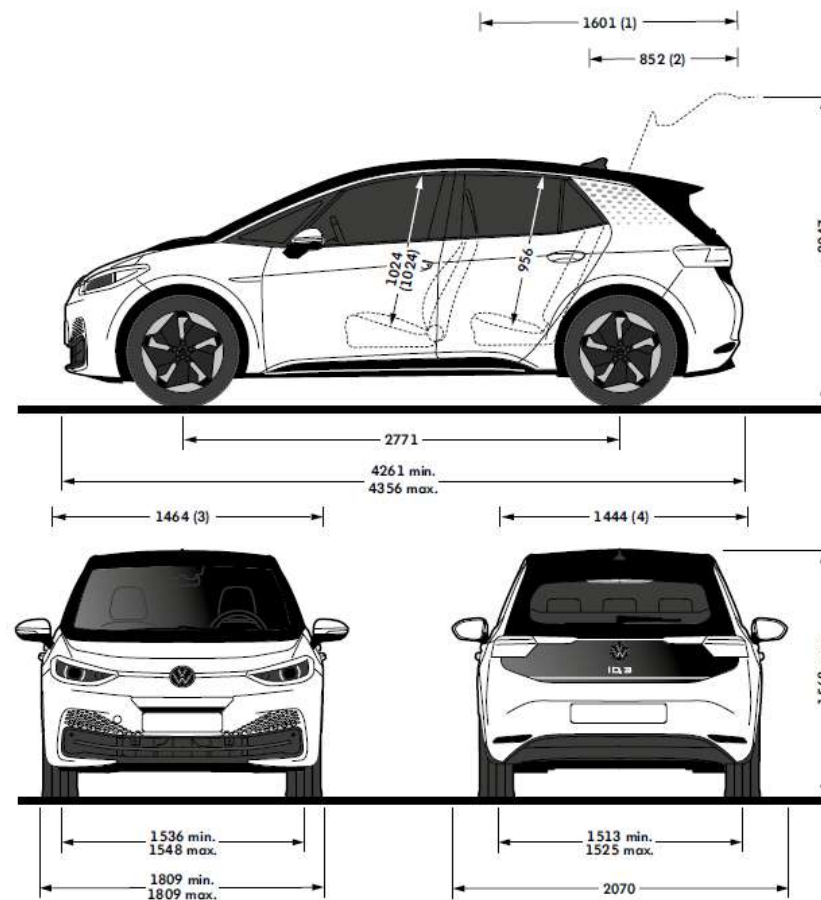 1601 (1)
852 (2)
1024
(1024)
956
2771
4261 min.
4356 max.
1464 (3)
1444 (4)
ID.3
1536 min.
1548 max.
1809 min.
1809 max.
1513 min.
1525 max.
2070